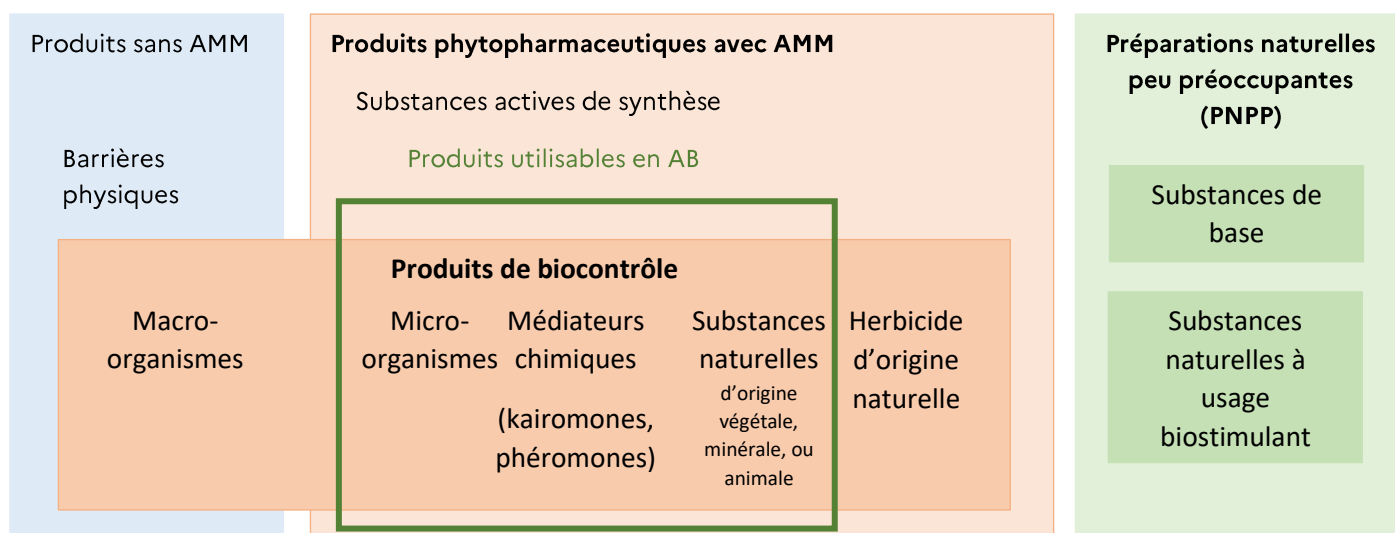 Produits sans AMM
Barrières
physiques
Produits phytopharmaceutiques avec AMM
Substances actives de synthèse
Produits utilisables en AB
Produits de biocontrôle
Macro-
organismes
Micro-
organismes
Médiateurs
chimiques
(kairomones,
phéromones)
Substances
naturelles
d'origine
végétale,
minérale, ou
animale
Herbicide
d'origine
naturelle
Préparations naturelles
peu préoccupantes
(PNPP)
Substances de
base
Substances
naturelles à
usage
biostimulant